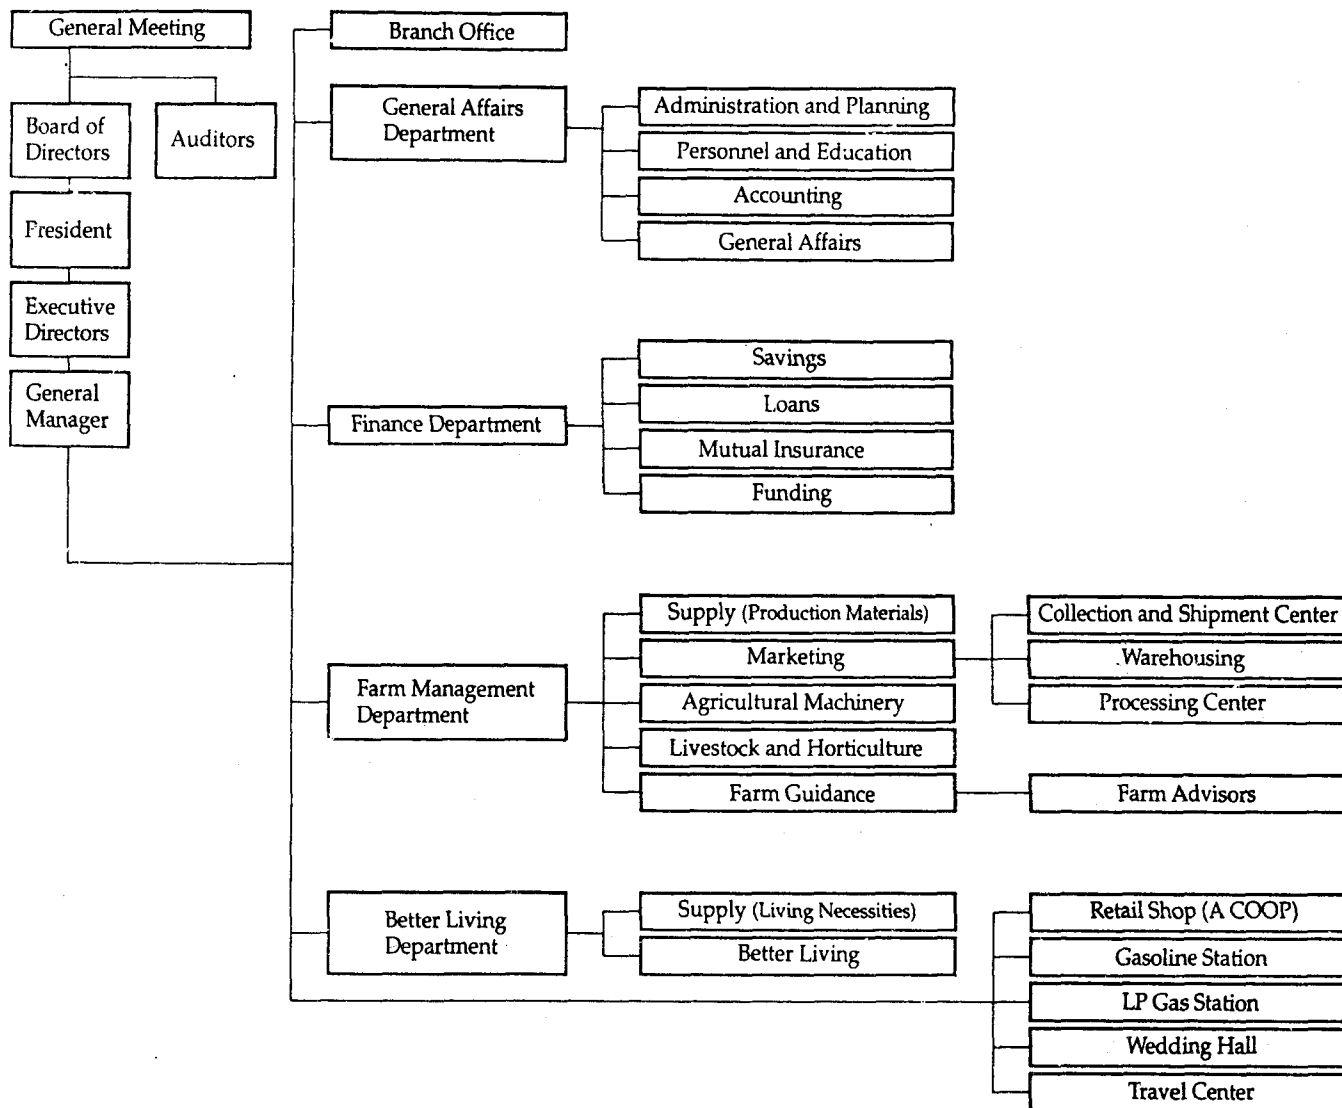 General Meeting
Board of
Directors
Auditors
President
Executive
Directors
General
Manager
Branch Office
General Affairs
Department
Administration and Planning
Personnel and Education
Accounting
General Affairs
Finance Department
Savings
Loans
Mutual Insurance
Funding
Farm Management
Department
Supply (Production Materials)
Marketing
Agricultural Machinery
Livestock and Horticulture
Farm Guidance
Collection and Shipment Center
Warehousing
Processing Center
Farm Advisors
Better Living
Department
Supply (Living Necessities)
Better Living
Retail Shop (A COOP)
Gasoline Station
LP Gas Station
Wedding Hall
Travel Center